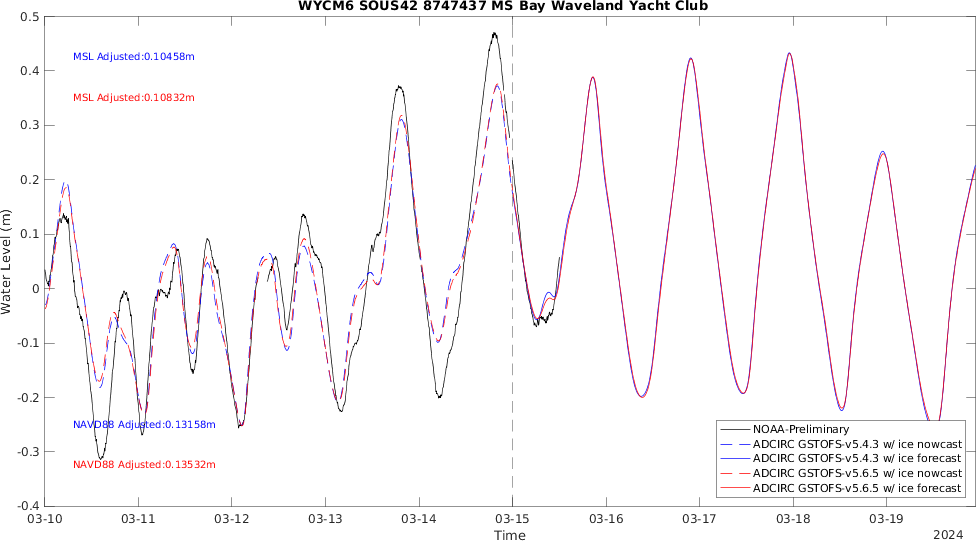 WYCM6 SOUS42 8747437 MS Bay Waveland Yacht Club
0.5
0.4
0.3
0.2
0.1
0
-0.1
-0.2
-0.3
-0.4
Water Level (m)
MSL Adjusted:0.10458m
MSL Adjusted:0.10832m
NAVD88 Adjusted:0.13158m
NAVD88 Adjusted:0.13532m
NOAA-Preliminary
ADCIRC GSTOFS-v5.4.3 w/ ice nowcast
ADCIRC GSTOFS-v5.4.3 w/ ice forecast
ADCIRC GSTOFS-v5.6.5 w/ ice nowcast
ADCIRC GSTOFS-v5.6.5 w/ ice forecast
03-10 03-11 03-12 03-13 03-14 03-15 03-16 03-17 03-18 03-19
Time
2024